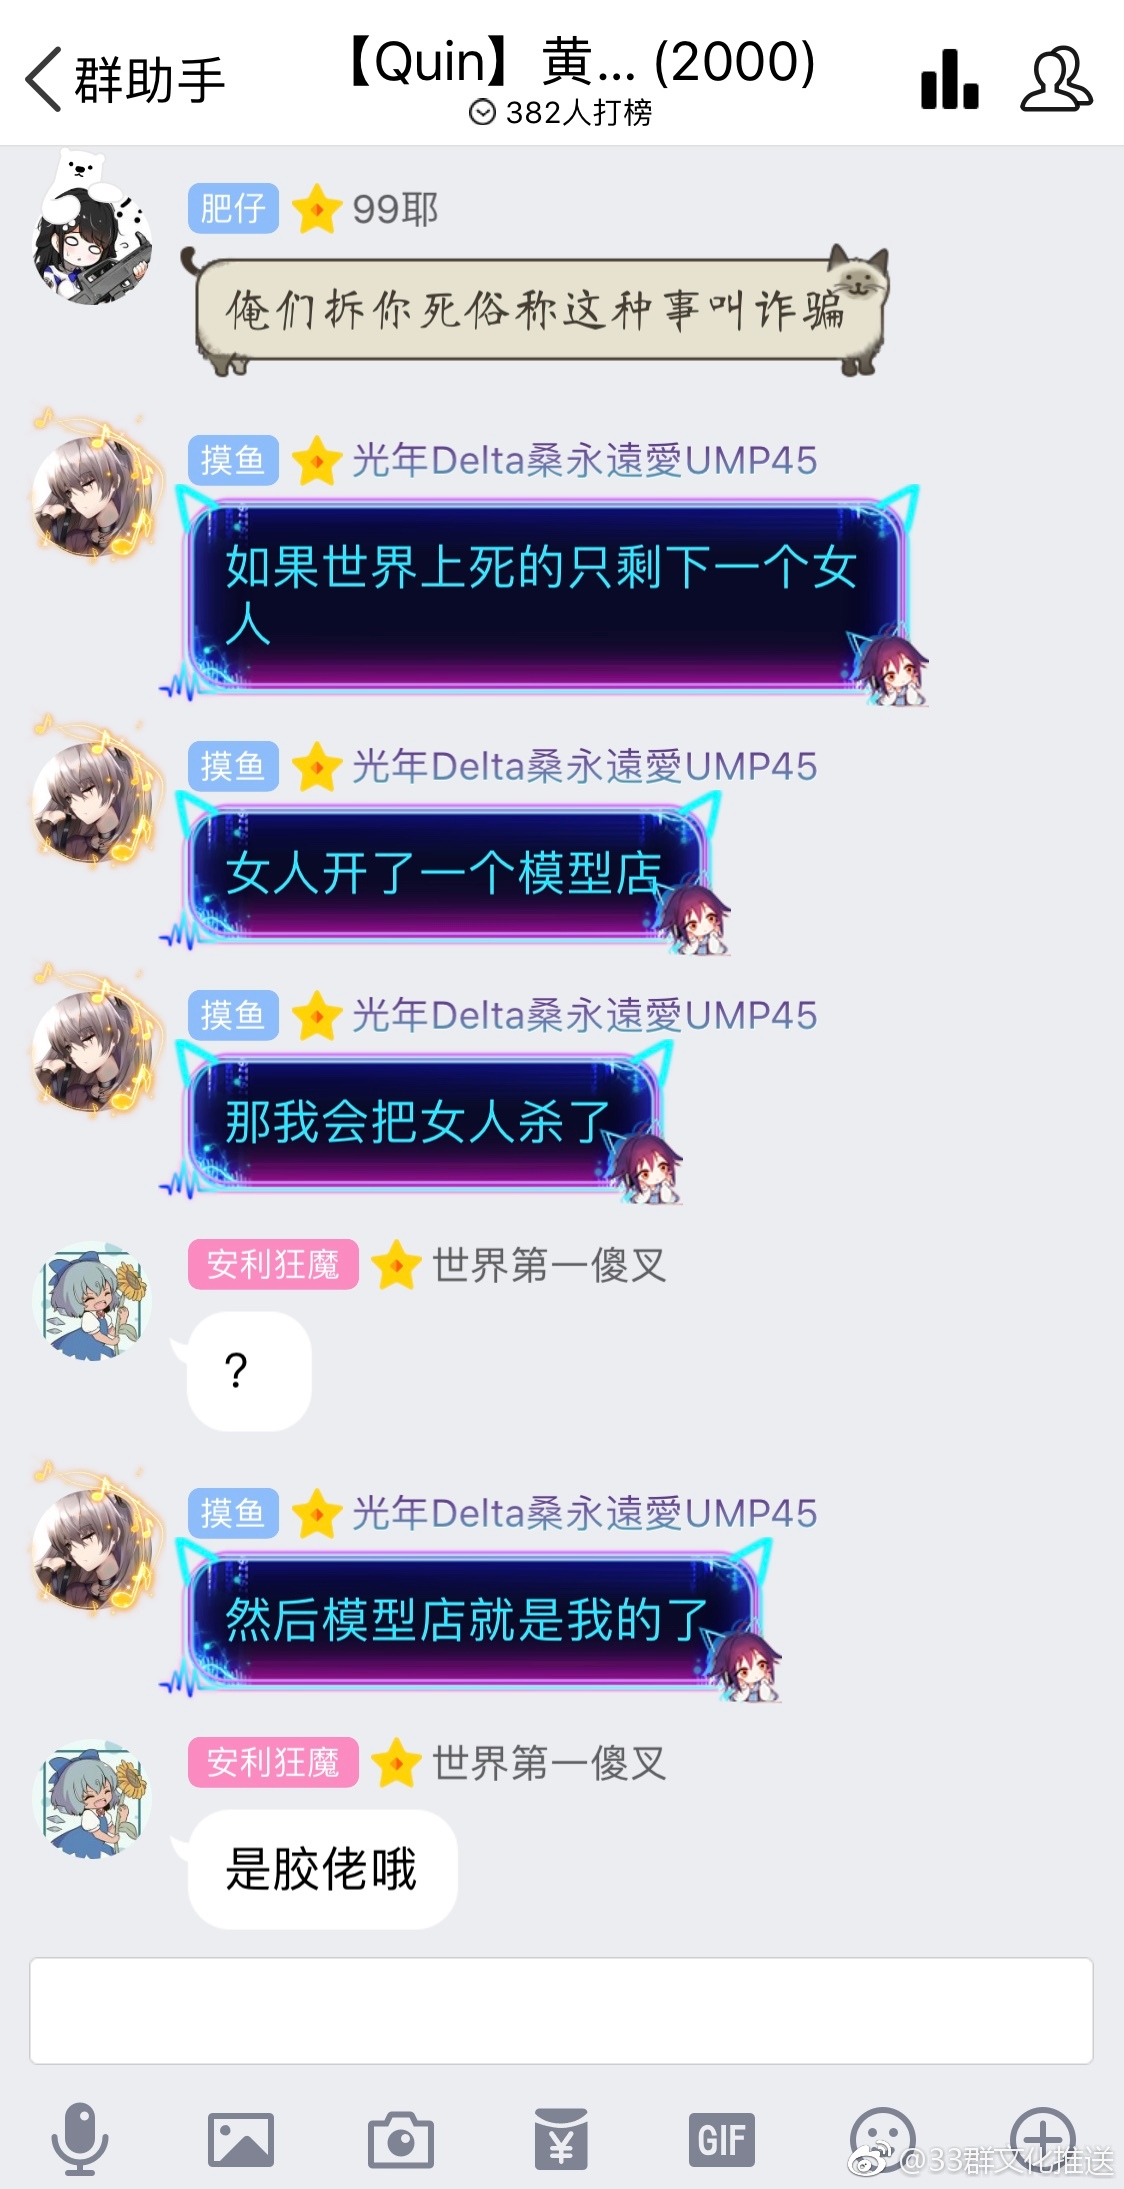 群助手
【Quin】黄... (2000)
382人打榜
肥仔 99耶
俺们拆你死俗称这种事叫诈骗
摸鱼 光年Delta桑永遠愛UMP45
如果世界上死的只剩下一个女
人
摸鱼 光年Delta桑永遠愛UMP45
女人开了一个模型店
摸鱼 光年Delta桑永遠愛UMP45
那我会把女人杀了
安利狂魔 世界第一傻叉
?
摸鱼 光年Delta桑永遠愛UMP45
然后模型店就是我的了
安利狂魔 世界第一傻叉
是胶佬哦
¥
GIF
@33群文化推送